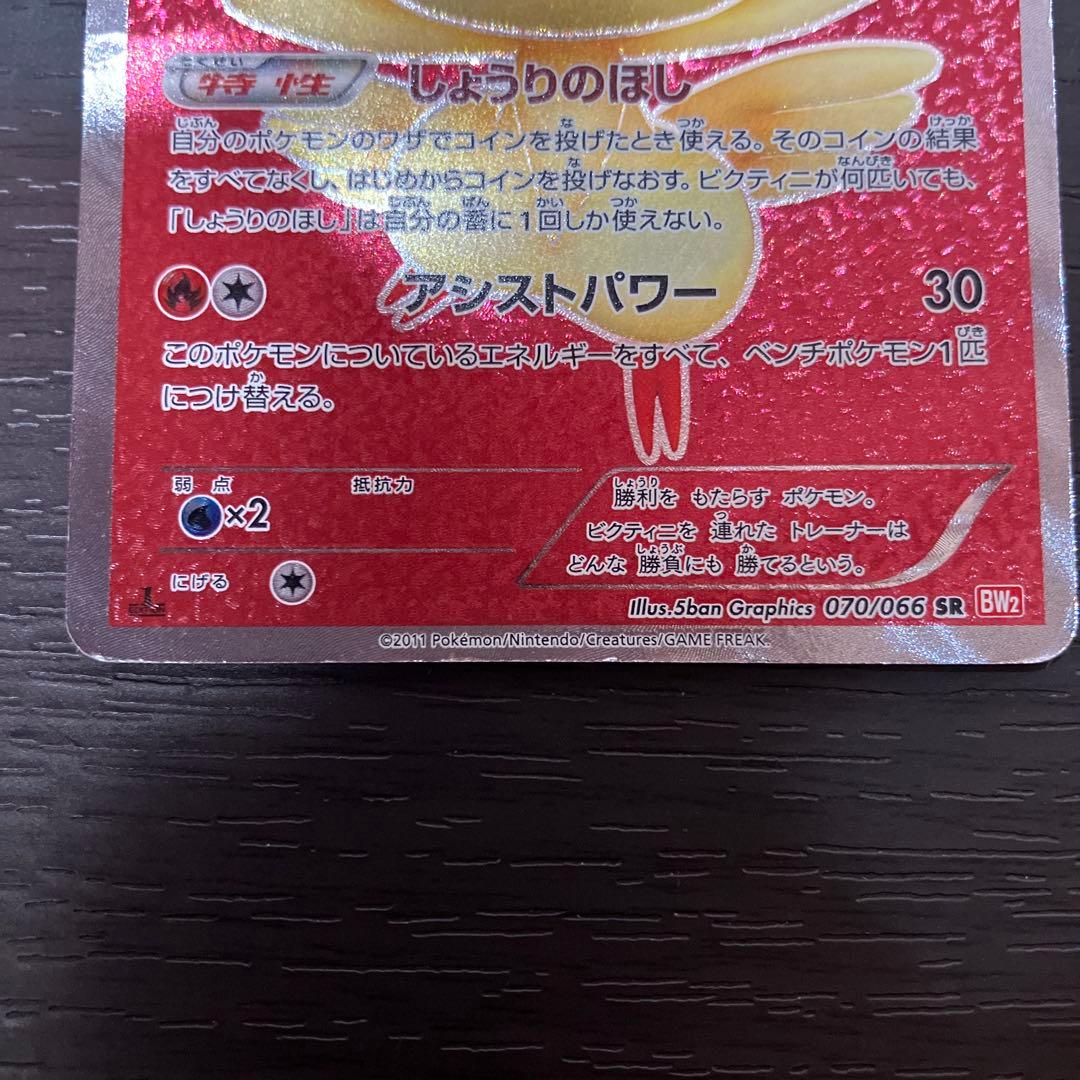 特性 しょうりのほし
自分のポケモンのワザでコインを投げたとき使える。そのコインの結果
をすべてなくし、はじめからコインを投げなおす。ビクティニが何匹いても、
「しょうりのほし」は自分の番に1回しか使えない。
アシストパワー 30
このポケモンについているエネルギーをすべて、ベンチポケモン1匹
につけ替える。
弱点 抵抗力
×2
にげる
勝利を もたらす ポケモン。
ビクティニを 連れた トレーナーは
どんな 勝負にも 勝てるという。
1 EDITION
Illus.5ban Graphics 070/066 SR BW2
©2011 Pokémon/Nintendo/Creatures/GAME FREAK.